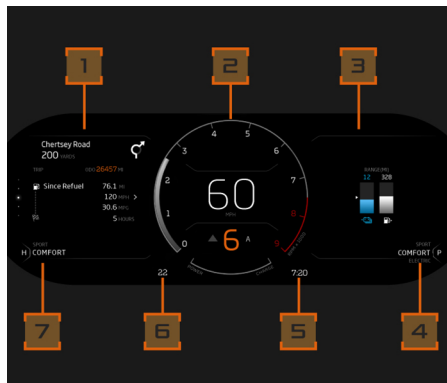 1
2
3
Chertsey Road
200 YARDS
TRIP
ODO 26457 MI
Since Refuel
76.1 MI
120 MPH
30.6 MPG
5 HOURS
0
1
2
3
4
5
6
7
8
9
RPM X 1000
60
MPH
6 A
POWER
CHARGE
RANGE(MI)
12 328
SPORT
H COMFORT
SPORT
COMFORT P
ELECTRIC
22
7:20
7
6
5
4